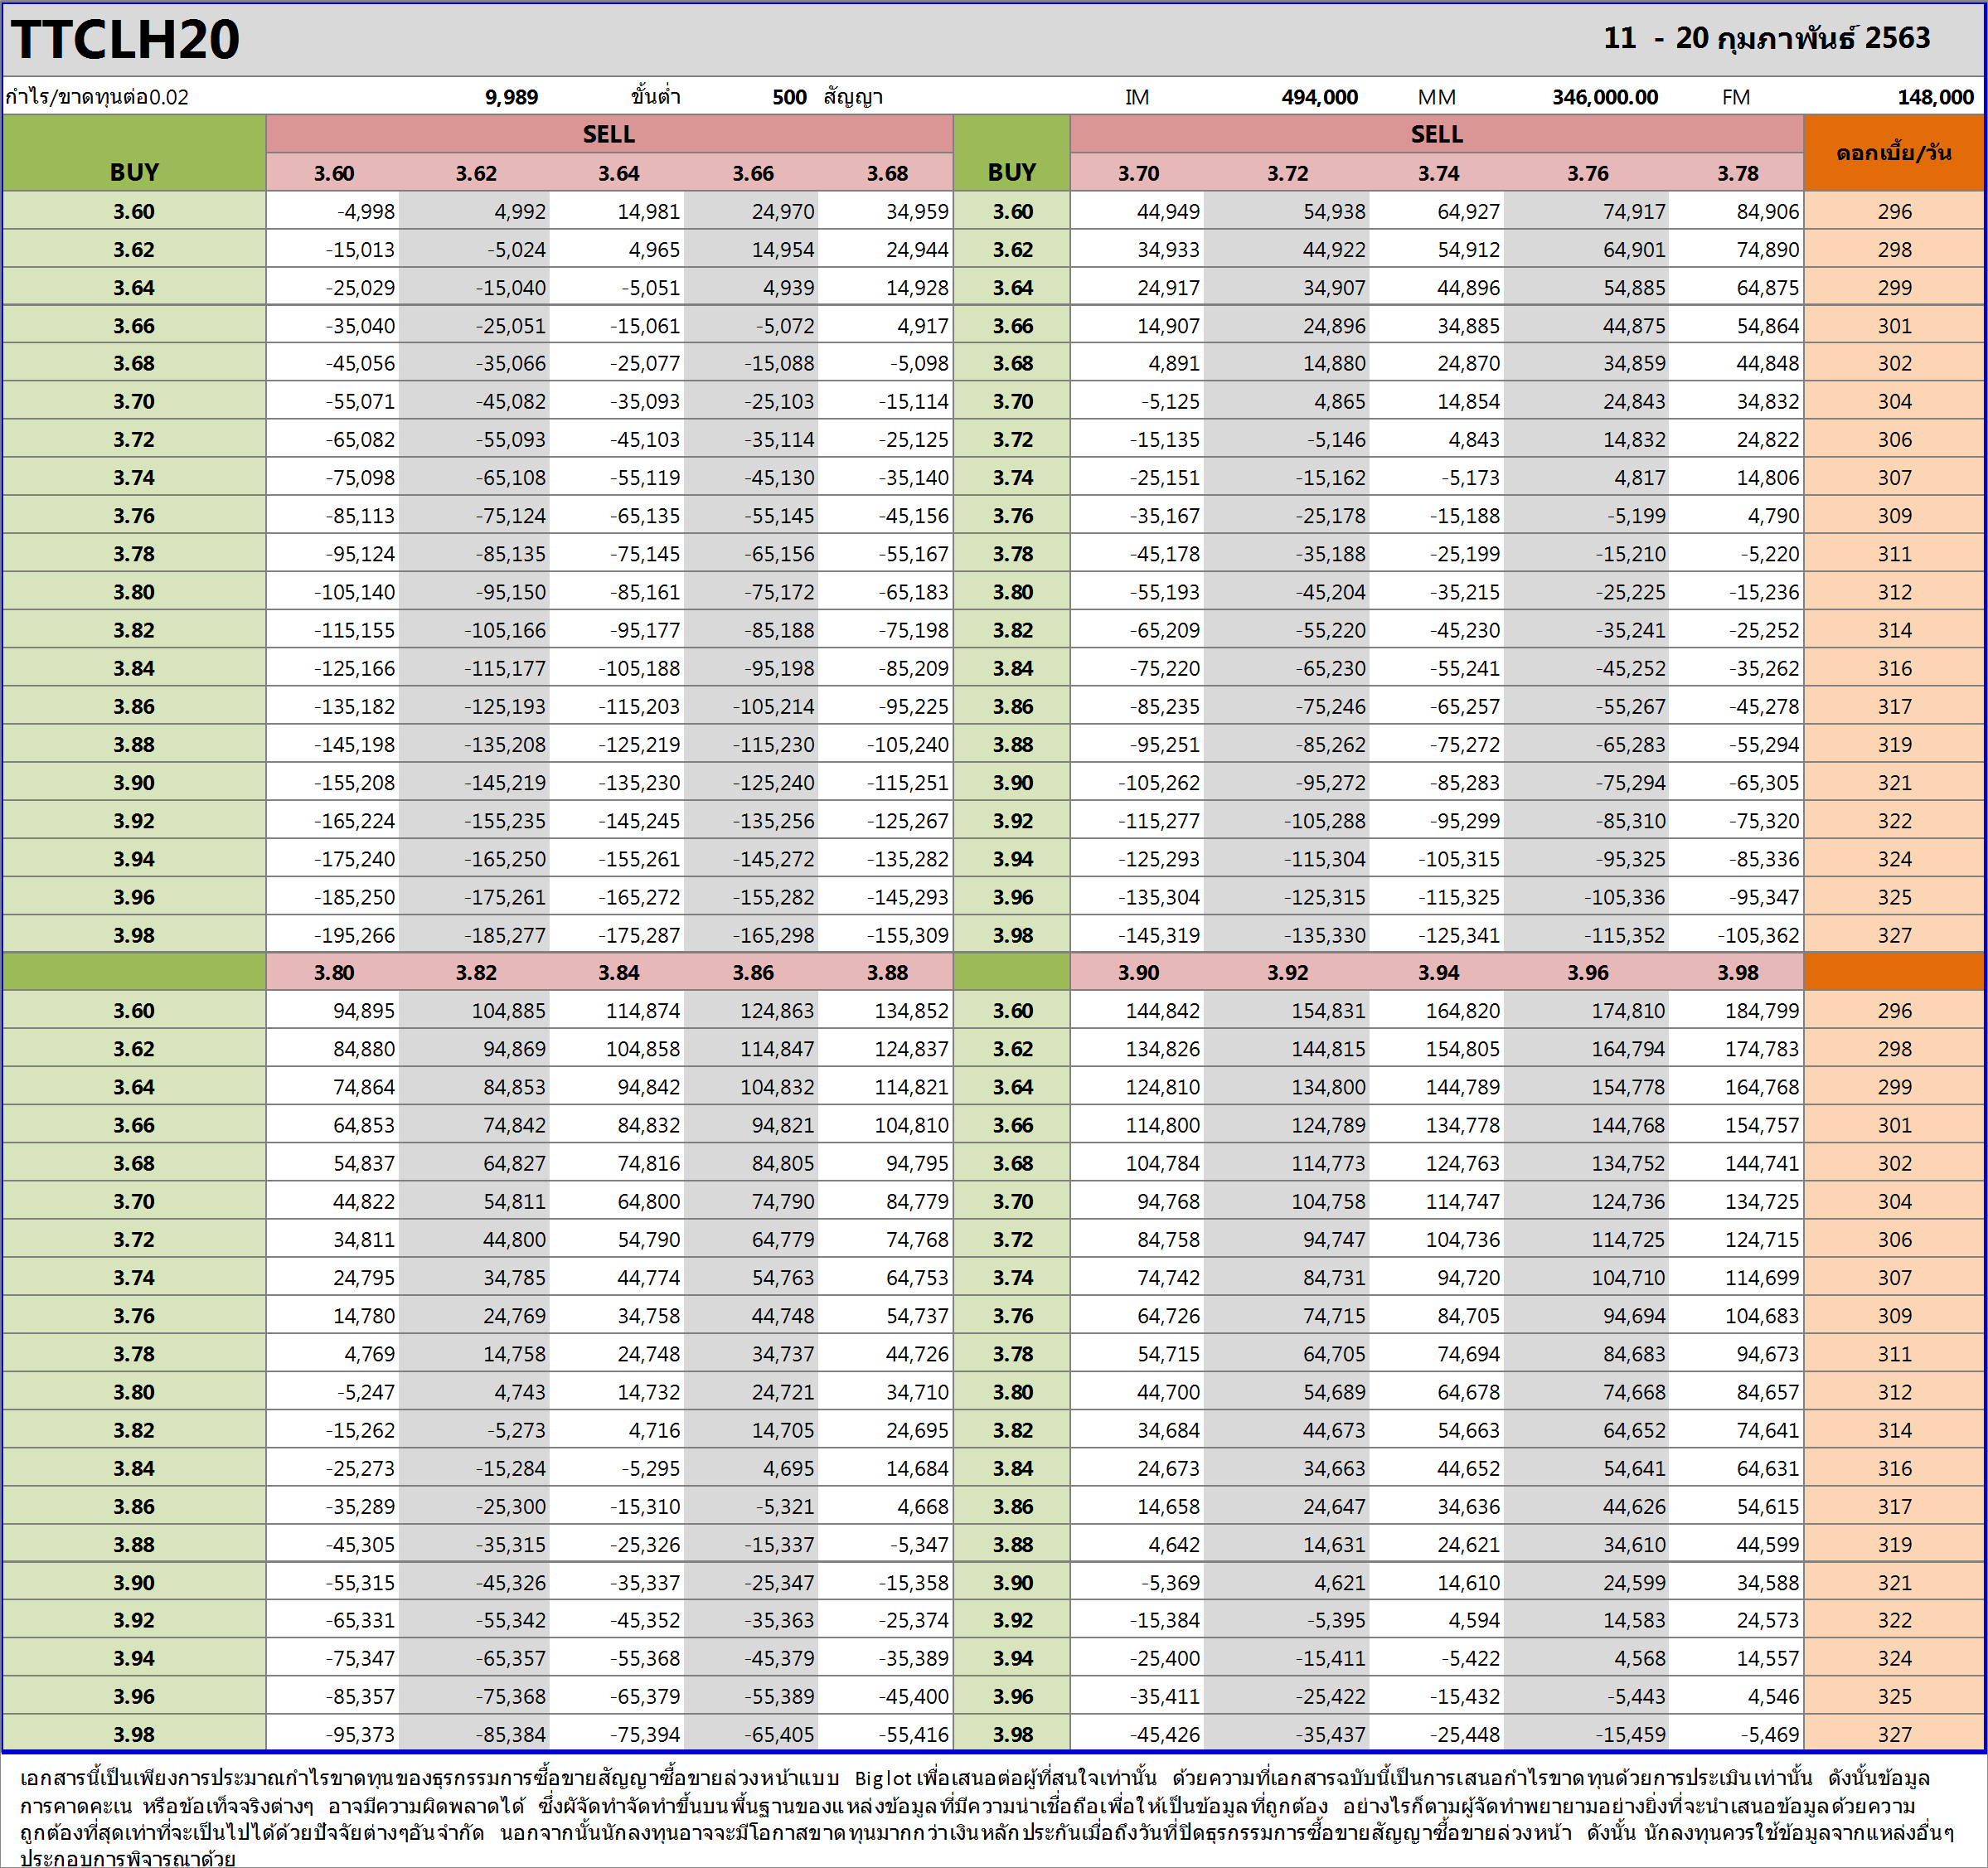 TTCLH20 11 - 20 กุมภาพันธ์ 2563
กำไร/ขาดทุนต่อ0.02 9,989 ขั้นต่ำ 500 สัญญา IM 494,000 MM 346,000.00 FM 148,000
SELL SELL
BUY 3.60 3.62 3.64 3.66 3.68 BUY 3.70 3.72 3.74 3.76 3.78 ดอกเบี้ย/วัน
3.60 -4,998 4,992 14,981 24,970 34,959 3.60 44,949 54,938 64,927 74,917 84,906 296
3.62 -15,013 -5,024 4,965 14,954 24,944 3.62 34,933 44,922 54,912 64,901 74,890 298
3.64 -25,029 -15,040 -5,051 4,939 14,928 3.64 24,917 34,907 44,896 54,885 64,875 299
3.66 -35,040 -25,051 -15,061 -5,072 4,917 3.66 14,907 24,896 34,885 44,875 54,864 301
3.68 -45,056 -35,066 -25,077 -15,088 -5,098 3.68 4,891 14,880 24,870 34,859 44,848 302
3.70 -55,071 -45,082 -35,093 -25,103 -15,114 3.70 -5,125 4,865 14,854 24,843 34,832 304
3.72 -65,082 -55,093 -45,103 -35,114 -25,125 3.72 -15,135 -5,146 4,843 14,832 24,822 306
3.74 -75,098 -65,108 -55,119 -45,130 -35,140 3.74 -25,151 -15,162 -5,173 4,817 14,806 307
3.76 -85,113 -75,124 -65,135 -55,145 -45,156 3.76 -35,167 -25,178 -15,188 -5,199 4,790 309
3.78 -95,124 -85,135 -75,145 -65,156 -55,167 3.78 -45,178 -35,188 -25,199 -15,210 -5,220 311
3.80 -105,140 -95,150 -85,161 -75,172 -65,183 3.80 -55,193 -45,204 -35,215 -25,225 -15,236 312
3.82 -115,155 -105,166 -95,177 -85,188 -75,198 3.82 -65,209 -55,220 -45,230 -35,241 -25,252 314
3.84 -125,166 -115,177 -105,188 -95,198 -85,209 3.84 -75,220 -65,230 -55,241 -45,252 -35,262 316
3.86 -135,182 -125,193 -115,203 -105,214 -95,225 3.86 -85,235 -75,246 -65,257 -55,267 -45,278 317
3.88 -145,198 -135,208 -125,219 -115,230 -105,240 3.88 -95,251 -85,262 -75,272 -65,283 -55,294 319
3.90 -155,208 -145,219 -135,230 -125,240 -115,251 3.90 -105,262 -95,272 -85,283 -75,294 -65,305 321
3.92 -165,224 -155,235 -145,245 -135,256 -125,267 3.92 -115,277 -105,288 -95,299 -85,310 -75,320 322
3.94 -175,240 -165,250 -155,261 -145,272 -135,282 3.94 -125,293 -115,304 -105,315 -95,325 -85,336 324
3.96 -185,250 -175,261 -165,272 -155,282 -145,293 3.96 -135,304 -125,315 -115,325 -105,336 -95,347 325
3.98 -195,266 -185,277 -175,287 -165,298 -155,309 3.98 -145,319 -135,330 -125,341 -115,352 -105,362 327
3.80 3.82 3.84 3.86 3.88 3.90 3.92 3.94 3.96 3.98
3.60 94,895 104,885 114,874 124,863 134,852 3.60 144,842 154,831 164,820 174,810 184,799 296
3.62 84,880 94,869 104,858 114,847 124,837 3.62 134,826 144,815 154,805 164,794 174,783 298
3.64 74,864 84,853 94,842 104,832 114,821 3.64 124,810 134,800 144,789 154,778 164,768 299
3.66 64,853 74,842 84,832 94,821 104,810 3.66 114,800 124,789 134,778 144,768 154,757 301
3.68 54,837 64,827 74,816 84,805 94,795 3.68 104,784 114,773 124,763 134,752 144,741 302
3.70 44,822 54,811 64,800 74,790 84,779 3.70 94,768 104,758 114,747 124,736 134,725 304
3.72 34,811 44,800 54,790 64,779 74,768 3.72 84,758 94,747 104,736 114,725 124,715 306
3.74 24,795 34,785 44,774 54,763 64,753 3.74 74,742 84,731 94,720 104,710 114,699 307
3.76 14,780 24,769 34,758 44,748 54,737 3.76 64,726 74,715 84,705 94,694 104,683 309
3.78 4,769 14,758 24,748 34,737 44,726 3.78 54,715 64,705 74,694 84,683 94,673 311
3.80 -5,247 4,743 14,732 24,721 34,710 3.80 44,700 54,689 64,678 74,668 84,657 312
3.82 -15,262 -5,273 4,716 14,705 24,695 3.82 34,684 44,673 54,663 64,652 74,641 314
3.84 -25,273 -15,284 -5,295 4,695 14,684 3.84 24,673 34,663 44,652 54,641 64,631 316
3.86 -35,289 -25,300 -15,310 -5,321 4,668 3.86 14,658 24,647 34,636 44,626 54,615 317
3.88 -45,305 -35,315 -25,326 -15,337 -5,347 3.88 4,642 14,631 24,621 34,610 44,599 319
3.90 -55,315 -45,326 -35,337 -25,347 -15,358 3.90 -5,369 4,621 14,610 24,599 34,588 321
3.92 -65,331 -55,342 -45,352 -35,363 -25,374 3.92 -15,384 -5,395 4,594 14,583 24,573 322
3.94 -75,347 -65,357 -55,368 -45,379 -35,389 3.94 -25,400 -15,411 -5,422 4,568 14,557 324
3.96 -85,357 -75,368 -65,379 -55,389 -45,400 3.96 -35,411 -25,422 -15,432 -5,443 4,546 325
3.98 -95,373 -85,384 -75,394 -65,405 -55,416 3.98 -45,426 -35,437 -25,448 -15,459 -5,469 327
เอกสารนี้เป็นเพียงการประมาณกำไรขาดทุนของธุรกรรมการซื้อขายสัญญาซื้อขายล่วงหน้าแบบ Big lot เพื่อเสนอต่อผู้ที่สนใจเท่านั้น ด้วยความที่เอกสารฉบับนี้เป็นการเสนอกำไรขาดทุนด้วยการประเมินเท่านั้น ดังนั้นข้อมูล
การคาดคะเน หรือข้อเท็จจริงต่างๆ อาจมีความผิดพลาดได้ ซึ่งผัจัดทำจัดทำขึ้นบนพื้นฐานของแหล่งข้อมูลที่มีความน่าเชื่อถือเพื่อให้เป็นข้อมูลที่ถูกต้อง อย่างไรก็ตามผู้จัดทำพยายามอย่างยิ่งที่จะนำเสนอข้อมูลด้วยความ
ถูกต้องที่สุดเท่าที่จะเป็นไปได้ด้วยปัจจัยต่างๆอันจำกัด นอกจากนั้นนักลงทุนอาจจะมีโอกาสขาดทุนมากกว่าเงินหลักประกันเมื่อถึงวันที่ปิดธุรกรรมการซื้อขายสัญญาซื้อขายล่วงหน้า ดังนั้น นักลงทุนควรใช้ข้อมูลจากแหล่งอื่นๆ
ประกอบการพิจารณาด้วย